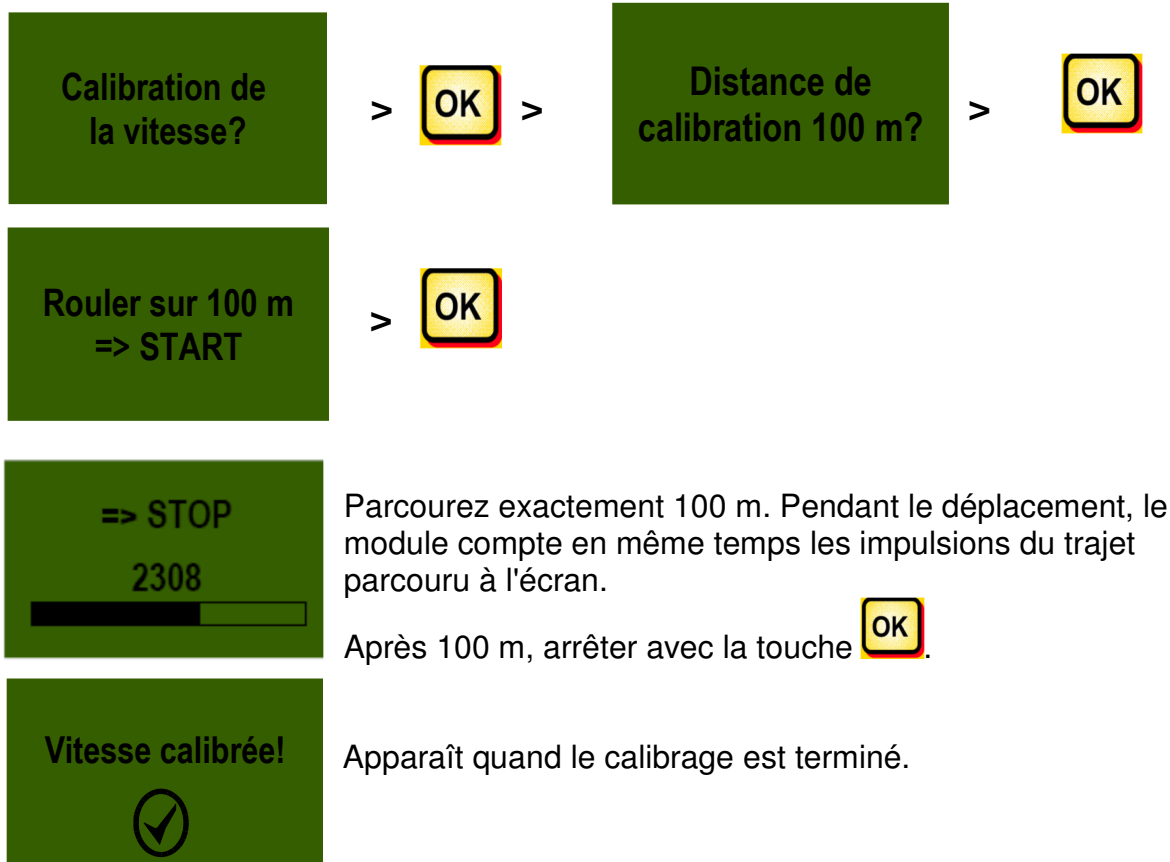 Calibration de
la vitesse?
> OK >
Distance de
calibration 100 m?
> OK
Rouler sur 100 m
=> START
> OK
=> STOP
2308
Parcourez exactement 100 m. Pendant le déplacement, le
module compte en même temps les impulsions du trajet
parcouru à l'écran.
Après 100 m, arrêter avec la touche OK.
Vitesse calibrée!
Apparaît quand le calibrage est terminé.